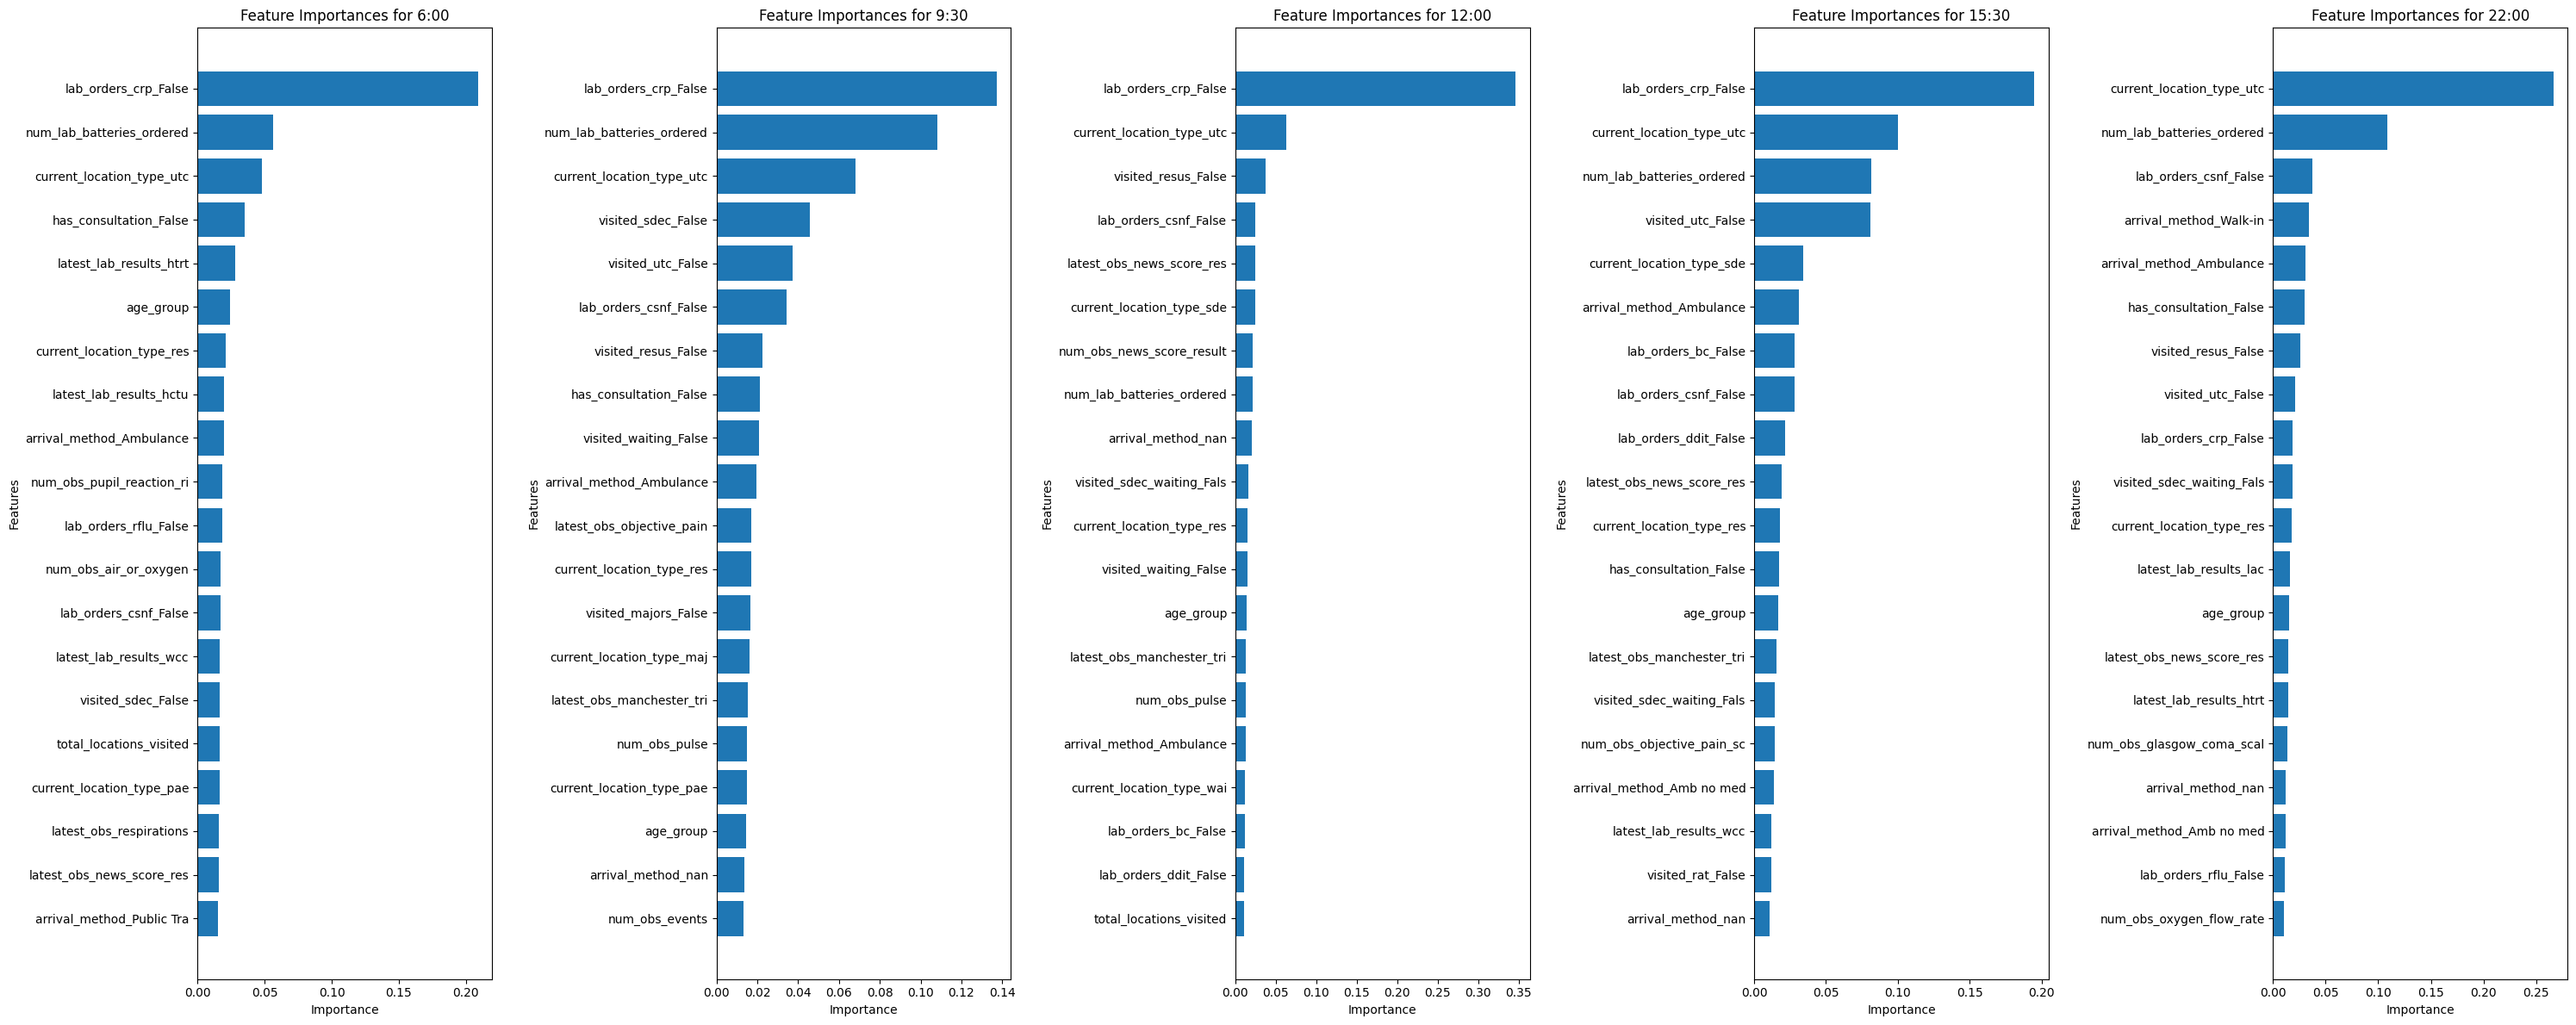 Feature Importances for 6:00
lab_orders_crp_False
num_lab_batteries_ordered
current_location_type_utc
has_consultation_False
latest_lab_results_htrt
age_group
current_location_type_res
latest_lab_results_hctu
arrival_method_Ambulance
num_obs_pupil_reaction_ri
lab_orders_rflu_False
num_obs_air_or_oxygen
lab_orders_csnf_False
latest_lab_results_wcc
visited_sdec_False
total_locations_visited
current_location_type_pae
latest_obs_respirations
latest_obs_news_score_res
arrival_method_Public Tra
Features
0.00 0.05 0.10 0.15 0.20
Importance
Feature Importances for 9:30
lab_orders_crp_False
num_lab_batteries_ordered
current_location_type_utc
visited_sdec_False
visited_utc_False
lab_orders_csnf_False
visited_resus_False
has_consultation_False
visited_waiting_False
arrival_method_Ambulance
latest_obs_objective_pain
current_location_type_res
visited_majors_False
current_location_type_maj
latest_obs_manchester_tri
num_obs_pulse
current_location_type_pae
age_group
arrival_method_nan
num_obs_events
Features
0.00 0.02 0.04 0.06 0.08 0.10 0.12 0.14
Importance
Feature Importances for 12:00
lab_orders_crp_False
current_location_type_utc
visited_resus_False
lab_orders_csnf_False
latest_obs_news_score_res
current_location_type_sde
num_obs_news_score_result
num_lab_batteries_ordered
arrival_method_nan
visited_sdec_waiting_Fals
current_location_type_res
visited_waiting_False
age_group
latest_obs_manchester_tri
num_obs_pulse
arrival_method_Ambulance
current_location_type_wai
lab_orders_bc_False
lab_orders_ddit_False
total_locations_visited
Features
0.00 0.05 0.10 0.15 0.20 0.25 0.30 0.35
Importance
Feature Importances for 15:30
lab_orders_crp_False
current_location_type_utc
num_lab_batteries_ordered
visited_utc_False
current_location_type_sde
arrival_method_Ambulance
lab_orders_bc_False
lab_orders_csnf_False
lab_orders_ddit_False
latest_obs_news_score_res
current_location_type_res
has_consultation_False
age_group
latest_obs_manchester_tri
visited_sdec_waiting_Fals
num_obs_objective_pain_sc
arrival_method_Amb no med
latest_lab_results_wcc
visited_rat_False
arrival_method_nan
Features
0.00 0.05 0.10 0.15 0.20
Importance
Feature Importances for 22:00
current_location_type_utc
num_lab_batteries_ordered
lab_orders_csnf_False
arrival_method_Walk-in
arrival_method_Ambulance
has_consultation_False
visited_resus_False
visited_utc_False
lab_orders_crp_False
visited_sdec_waiting_Fals
current_location_type_res
latest_lab_results_lac
age_group
latest_obs_news_score_res
latest_lab_results_htrt
num_obs_glasgow_coma_scal
arrival_method_nan
arrival_method_Amb no med
lab_orders_rflu_False
num_obs_oxygen_flow_rate
Features
0.00 0.05 0.10 0.15 0.20 0.25
Importance